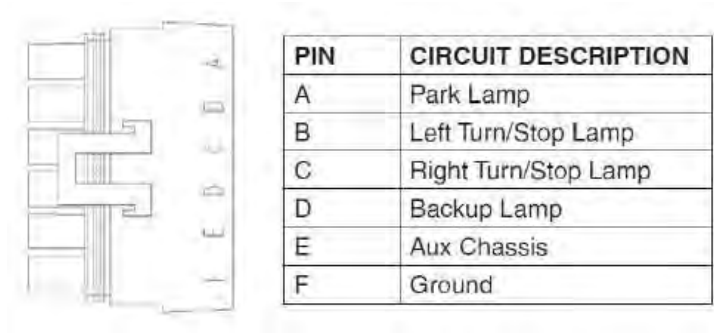 A
B
C
D
E
PIN CIRCUIT DESCRIPTION
A Park Lamp
B Left Turn/Stop Lamp
C Right Turn/Stop Lamp
D Backup Lamp
E Aux Chassis
F Ground